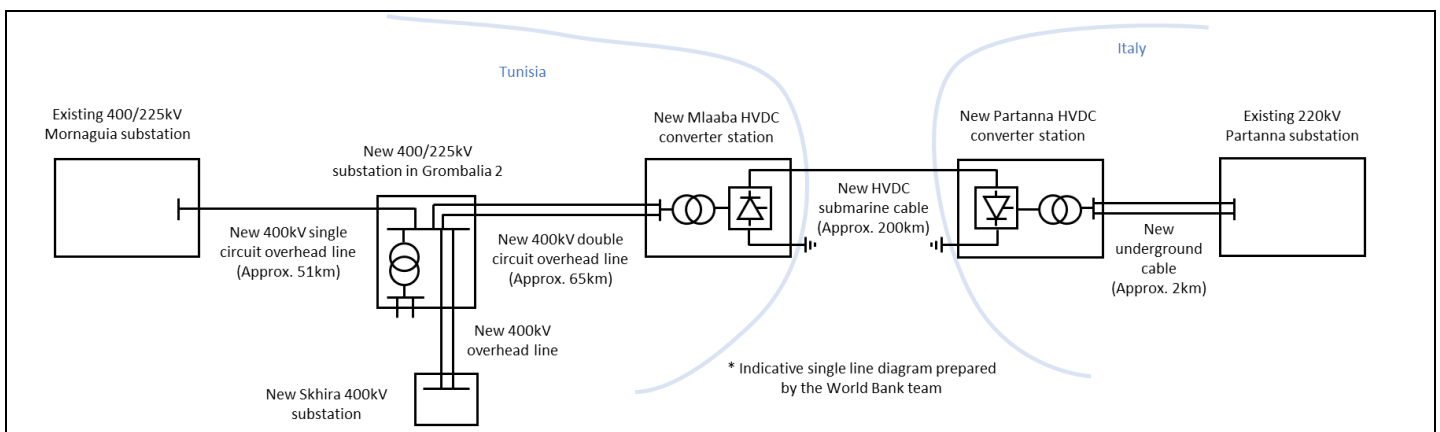 Tunisia
Italy
Existing 400/225kV
Mornaguia substation
New 400/225kV
substation in Grombalia 2
New Mlaaba HVDC
converter station
New Partanna HVDC
converter station
Existing 220kV
Partanna substation
New 400kV single
circuit overhead line
(Approx. 51km)
New 400kV double
circuit overhead line
(Approx. 65km)
New HVDC
submarine cable
(Approx. 200km)
New
underground
cable
(Approx. 2km)
New 400kV
overhead line
New Skhira 400kV
substation
* Indicative single line diagram prepared
by the World Bank team